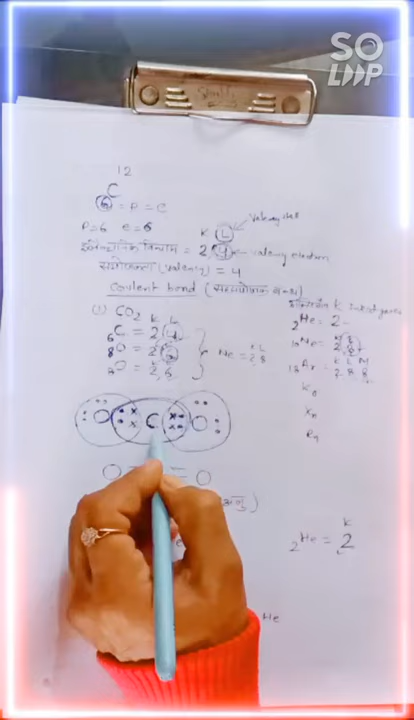 SO
LOOP
12
C
6 = P = e
P=6 e=6
K L
Valency shell
इलेक्ट्रॉनिक विन्यास = 2, 4 ← valency electron
संयोजकता (valency) = 4
Covalent bond (सहसंयोजक बन्ध)
(1) CO2 K L
6C = 2, 4
8O = 2, 6
8O = 2, 6
K L
Ne = 2 8
K
2He = 2
K L
10Ne = 2 8
K L M
18Ar = 2 8 8
Kr
Xe
Rn
O C O
O = = O
K
2He = 2
He